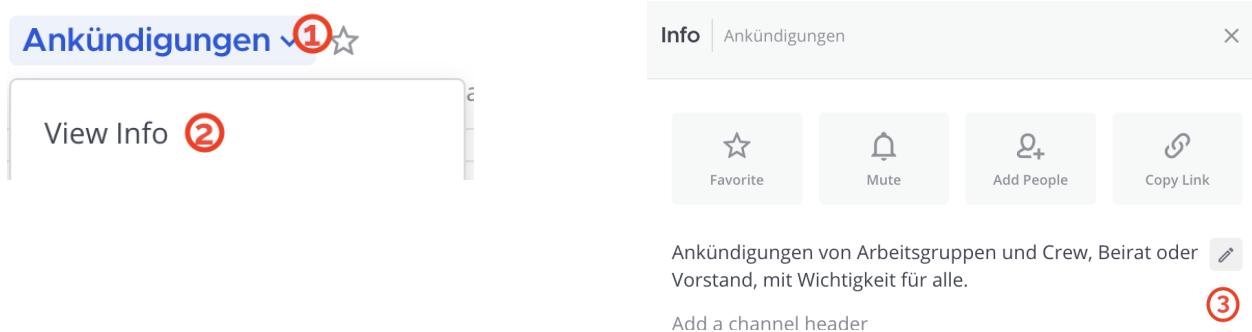 Ankündigungen 1
View Info 2
Info Ankündigungen
Favorite Mute Add People Copy Link
Ankündigungen von Arbeitsgruppen und Crew, Beirat oder
Vorstand, mit Wichtigkeit für alle.
3
Add a channel header